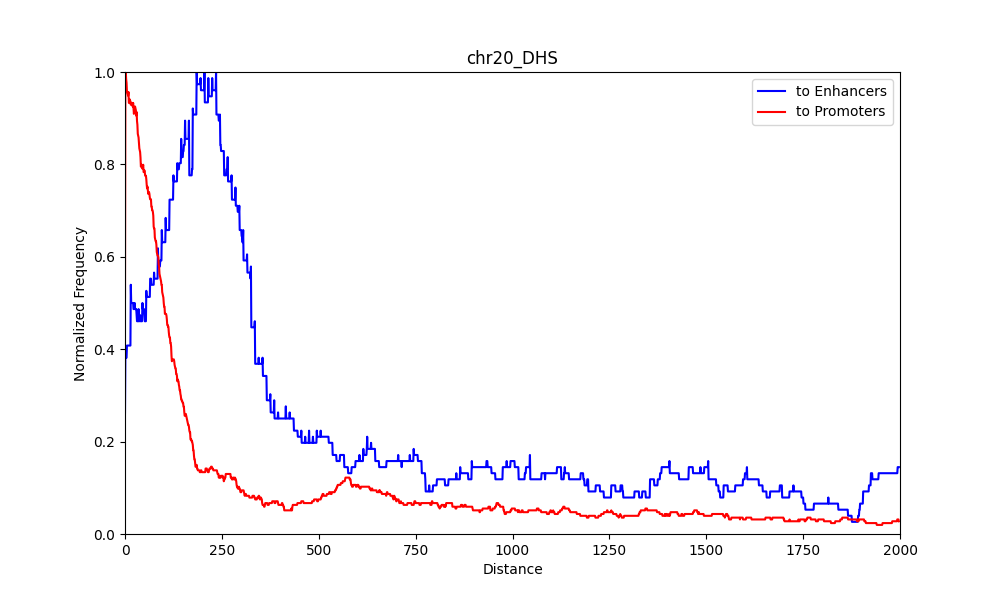 chr20_DHS
to Enhancers
to Promoters
1.0
0.8
0.6
0.4
0.2
0.0
Normalized Frequency
0 250 500 750 1000 1250 1500 1750 2000
Distance